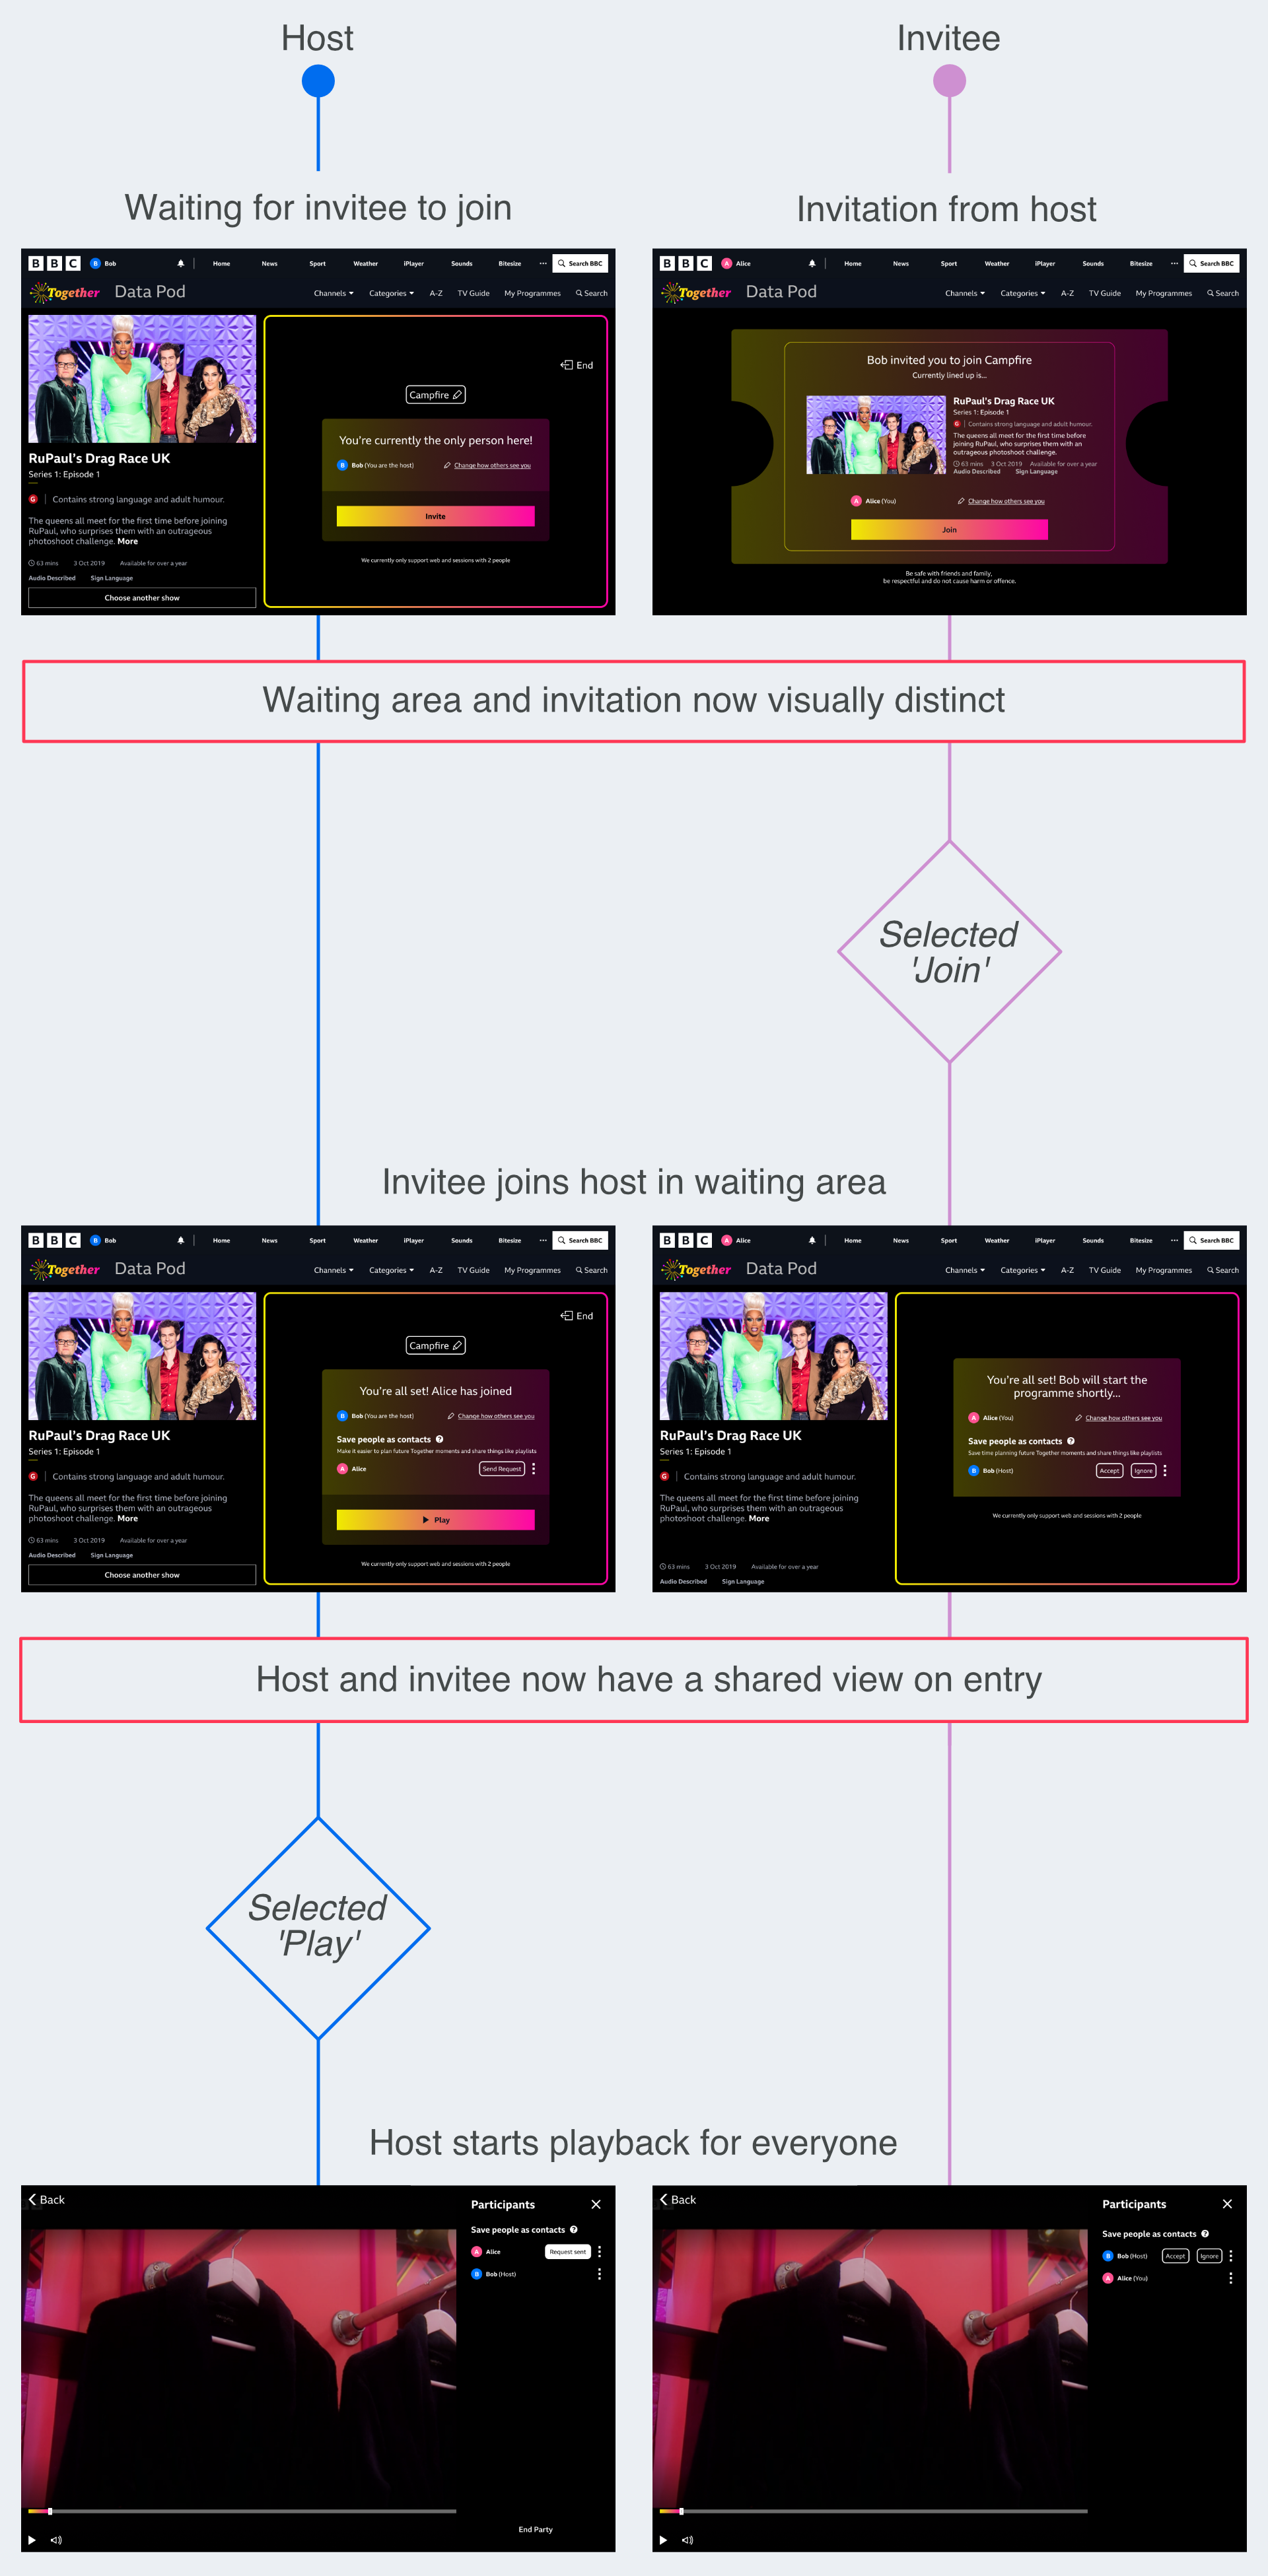 Host
Invitee
Waiting for invitee to join
Invitation from host
BBC
B Bob
Home
News
Sport
Weather
iPlayer
Sounds
Bitesize
Search BBC
Together
Data Pod
Channels
Categories
A-Z
TV Guide
My Programmes
Search
RuPaul's Drag Race UK
Series 1: Episode 1
G
Contains strong language and adult humour.
The queens all meet for the first time before joining
RuPaul, who surprises them with an outrageous
photoshoot challenge. More
63 mins
3 Oct 2019
Available for over a year
Audio Described
Sign Language
Choose another show
End
Campfire
You're currently the only person here!
B Bob (You are the host)
Change how others see you
Invite
We currently only support web and sessions with 2 people
BBC
A Alice
Home
News
Sport
Weather
iPlayer
Sounds
Bitesize
Search BBC
Together
Data Pod
Channels
Categories
A-Z
TV Guide
My Programmes
Search
Bob invited you to join Campfire
Currently lined up is...
RuPaul's Drag Race UK
Series 1: Episode 1
G
Contains strong language and adult humour.
The queens all meet for the first time before
joining RuPaul, who surprises them with an
outrageous photoshoot challenge.
63 mins
3 Oct 2019
Available for over a year
Audio Described
Sign Language
A Alice (You)
Change how others see you
Join
Be safe with friends and family,
be respectful and do not cause harm or offence.
Waiting area and invitation now visually distinct
Selected
'Join'
Invitee joins host in waiting area
BBC
B Bob
Home
News
Sport
Weather
iPlayer
Sounds
Bitesize
Search BBC
Together
Data Pod
Channels
Categories
A-Z
TV Guide
My Programmes
Search
RuPaul's Drag Race UK
Series 1: Episode 1
G
Contains strong language and adult humour.
The queens all meet for the first time before joining
RuPaul, who surprises them with an outrageous
photoshoot challenge. More
63 mins
3 Oct 2019
Available for over a year
Audio Described
Sign Language
Choose another show
End
Campfire
You're all set! Alice has joined
B Bob (You are the host)
Change how others see you
Save people as contacts ?
Make it easier to plan future Together moments and share things like playlists
A Alice
Send Request
Play
We currently only support web and sessions with 2 people
BBC
A Alice
Home
News
Sport
Weather
iPlayer
Sounds
Bitesize
Search BBC
Together
Data Pod
Channels
Categories
A-Z
TV Guide
My Programmes
Search
RuPaul's Drag Race UK
Series 1: Episode 1
G
Contains strong language and adult humour.
The queens all meet for the first time before joining
RuPaul, who surprises them with an outrageous
photoshoot challenge. More
63 mins
3 Oct 2019
Available for over a year
Audio Described
Sign Language
You're all set! Bob will start the
programme shortly...
A Alice (You)
Change how others see you
Save people as contacts ?
Save time planning future Together moments and share things like playlists
B Bob (Host)
Accept
Ignore
We currently only support web and sessions with 2 people
Host and invitee now have a shared view on entry
Selected
'Play'
Host starts playback for everyone
Back
Participants
Save people as contacts ?
A Alice
Request sent
B Bob (Host)
End Party
Back
Participants
Save people as contacts ?
B Bob (Host)
Accept
Ignore
A Alice (You)